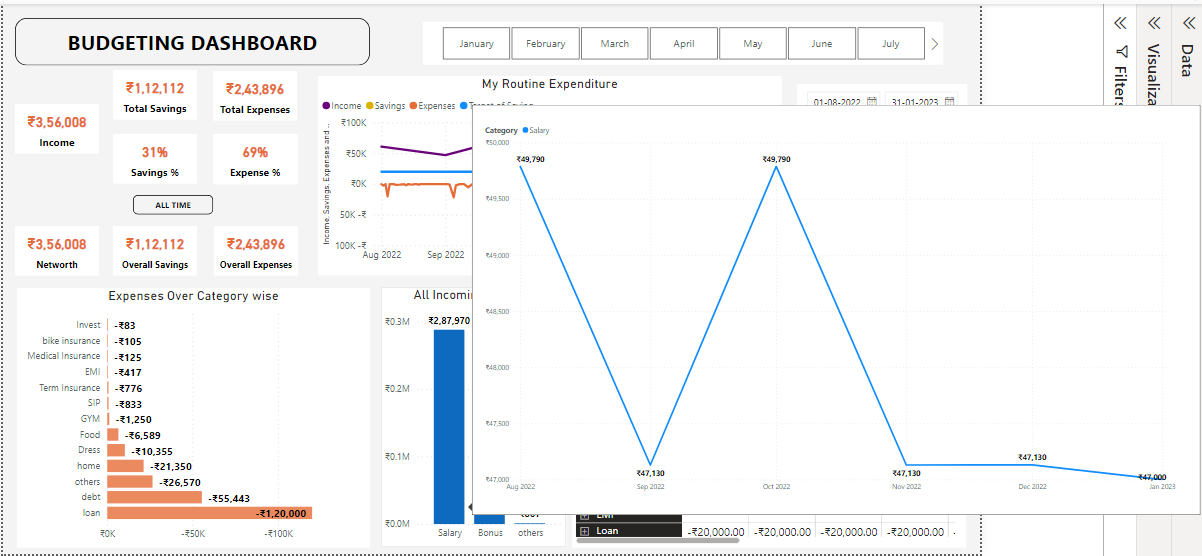 BUDGETING DASHBOARD
January February March April May June July
Filters
Visualiza
Data
₹1,12,112
Total Savings
₹2,43,896
Total Expenses
₹3,56,008
Income
31%
Savings %
69%
Expense %
ALL TIME
₹3,56,008
Networth
₹1,12,112
Overall Savings
₹2,43,896
Overall Expenses
My Routine Expenditure
Income Savings Expenses Target of Saving
Income, Savings, Expenses and ...
₹100K
₹50K
₹0K
50K -₹
100K -₹
Aug 2022 Sep 2022
01-08-2022 31-01-2023
Category Salary
₹50,000
₹49,500
₹49,000
₹48,500
₹48,000
₹47,500
₹47,000
₹49,790
₹47,130
₹49,790
₹47,130
₹47,130
₹47,000
Aug 2022 Sep 2022 Oct 2022 Nov 2022 Dec 2022 Jan 2023
Expenses Over Category wise
Invest -₹83
bike insurance -₹105
Medical Insurance -₹125
EMI -₹417
Term Insurance -₹776
SIP -₹833
GYM -₹1,250
Food -₹6,589
Dress -₹10,355
home -₹21,350
others -₹26,570
debt -₹55,443
loan -₹1,20,000
₹0K -₹50K -₹100K
All Incomi
₹0.3M
₹0.2M
₹0.1M
₹0.0M
₹2,87,970
Salary Bonus others
EMI
Loan -₹20,000.00 -₹20,000.00 -₹20,000.00 -₹20,000.00